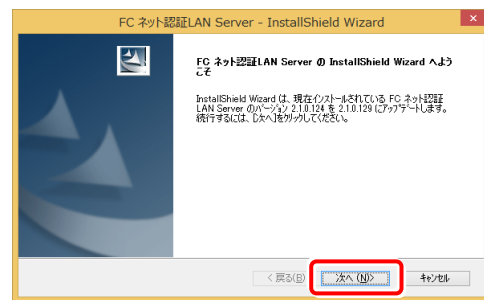 FC ネット認証LAN Server - InstallShield Wizard
FC ネット認証LAN Server の InstallShield Wizard へよう
こそ
InstallShield Wizard は、現在インストールされている FC ネット認証
LAN Server のバージョン 2.1.0.124 を 2.1.0.129 にアップデートします。
続行するには、[次へ]をクリックしてください。
< 戻る(B)
次へ (N)>
キャンセル